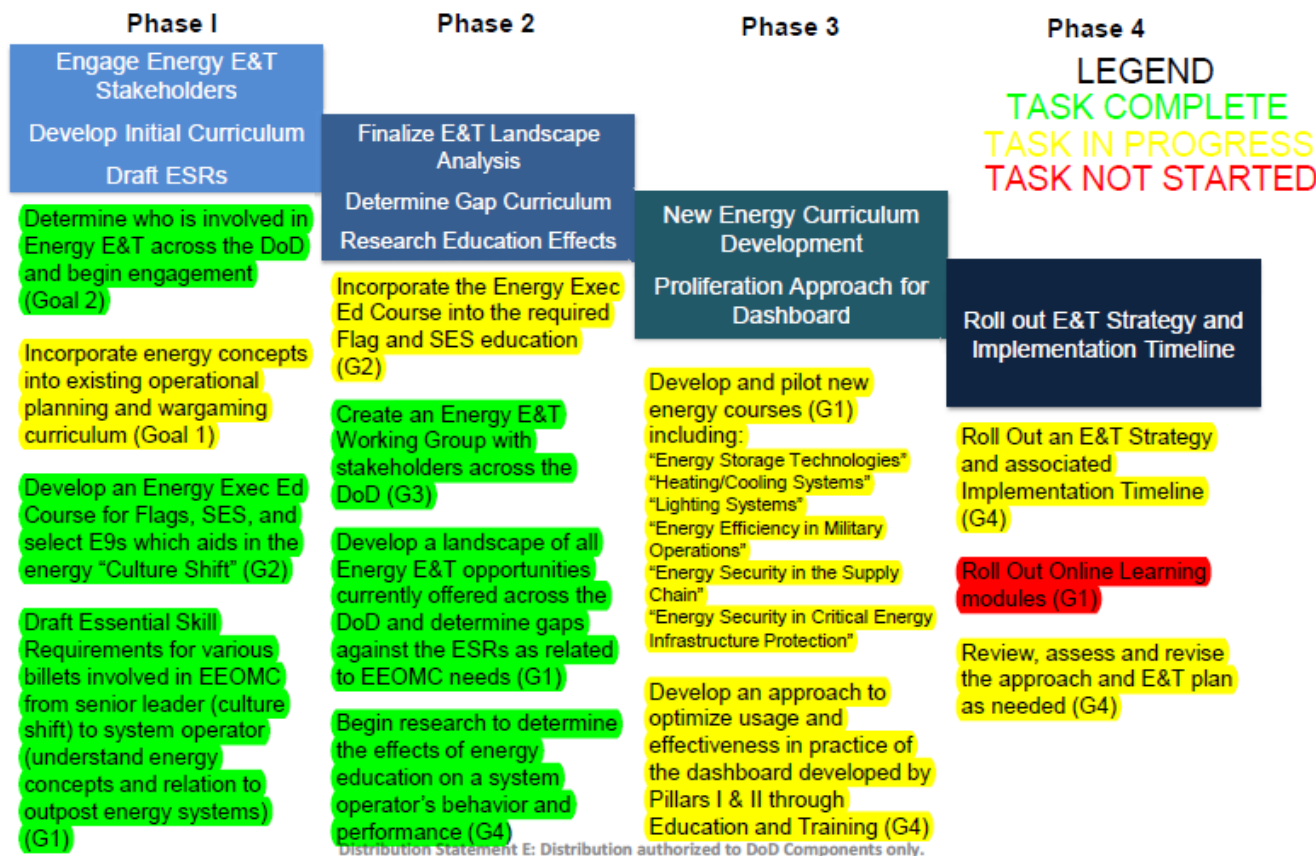 Phase I
Engage Energy E&T
Stakeholders
Develop Initial Curriculum
Draft ESRs
Determine who is involved in
Energy E&T across the DoD
and begin engagement
(Goal 2)
Incorporate energy concepts
into existing operational
planning and wargaming
curriculum (Goal 1)
Develop an Energy Exec Ed
Course for Flags, SES, and
select E9s which aids in the
energy “Culture Shift” (G2)
Draft Essential Skill
Requirements for various
billets involved in EEOMC
from senior leader (culture
shift) to system operator
(understand energy
concepts and relation to
outpost energy systems)
(G1)
Phase 2
Finalize E&T Landscape
Analysis
Determine Gap Curriculum
Research Education Effects
Incorporate the Energy Exec
Ed Course into the required
Flag and SES education
(G2)
Create an Energy E&T
Working Group with
stakeholders across the
DoD (G3)
Develop a landscape of all
Energy E&T opportunities
currently offered across the
DoD and determine gaps
against the ESRs as related
to EEOMC needs (G1)
Begin research to determine
the effects of energy
education on a system
operator’s behavior and
performance (G4)
Phase 3
New Energy Curriculum
Development
Proliferation Approach for
Dashboard
Develop and pilot new
energy courses (G1)
including:
“Energy Storage Technologies”
“Heating/Cooling Systems”
“Lighting Systems”
“Energy Efficiency in Military
Operations”
“Energy Security in the Supply
Chain”
“Energy Security in Critical Energy
Infrastructure Protection”
Develop an approach to
optimize usage and
effectiveness in practice of
the dashboard developed by
Pillars I & II through
Education and Training (G4)
Phase 4
LEGEND
TASK COMPLETE
TASK IN PROGRESS
TASK NOT STARTED
Roll out E&T Strategy and
Implementation Timeline
Roll Out an E&T Strategy
and associated
Implementation Timeline
(G4)
Roll Out Online Learning
modules (G1)
Review, assess and revise
the approach and E&T plan
as needed (G4)
Distribution Statement E: Distribution authorized to DoD Components only.